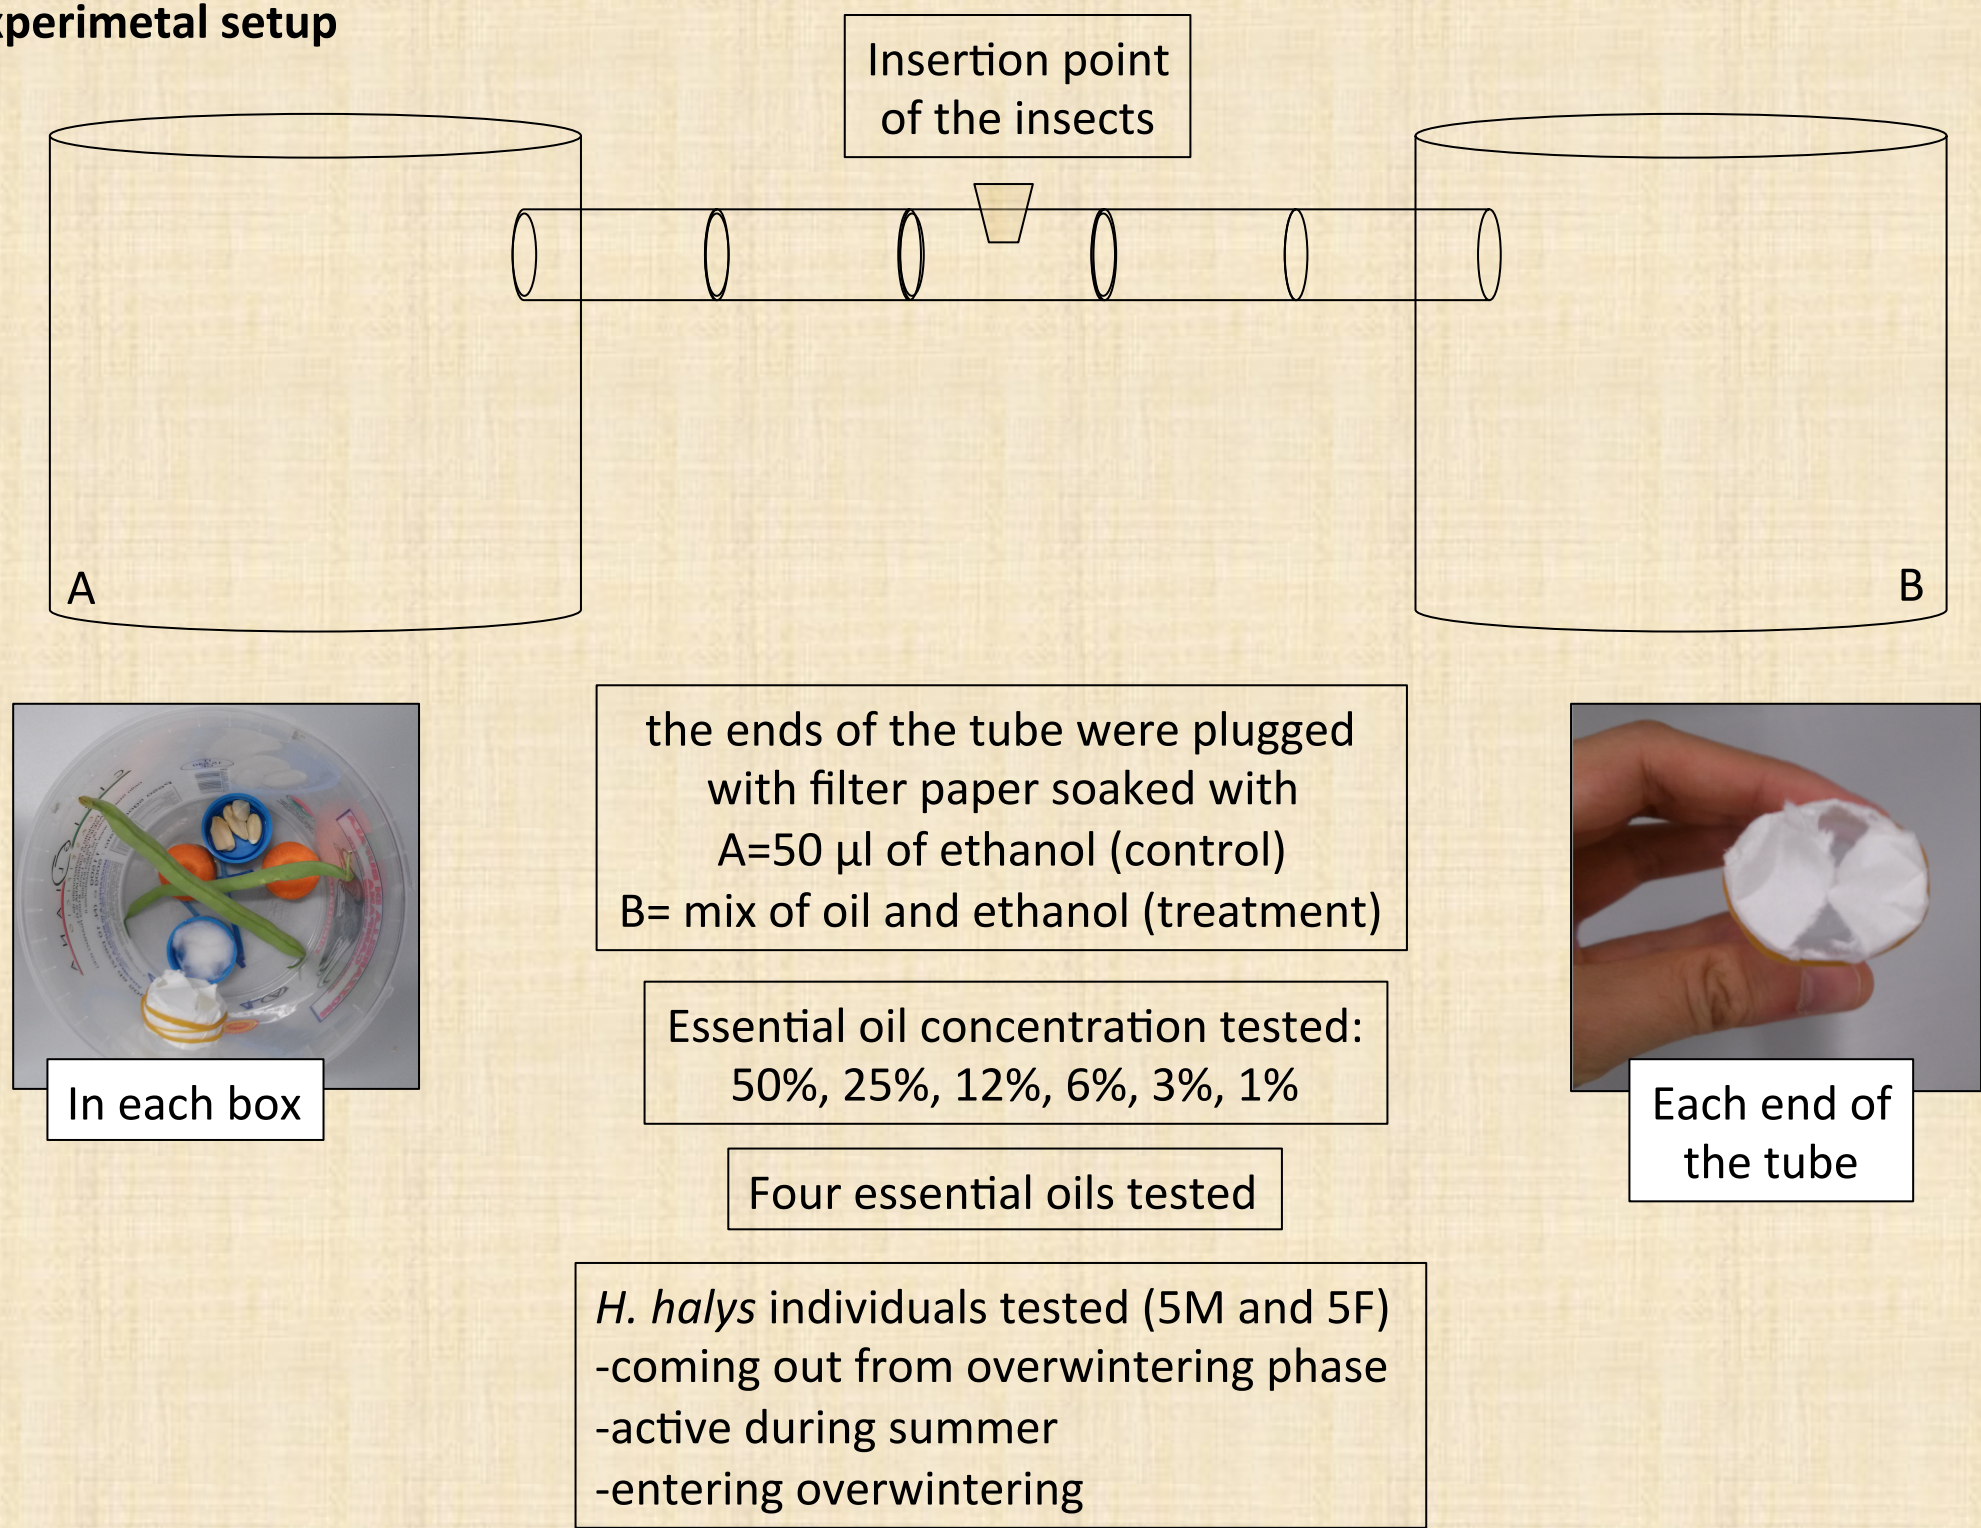 xperimetal setup
Insertion point
of the insects
A
B
the ends of the tube were plugged
with filter paper soaked with
A=50 µl of ethanol (control)
B= mix of oil and ethanol (treatment)
In each box
Essential oil concentration tested:
50%, 25%, 12%, 6%, 3%, 1%
Each end of
the tube
Four essential oils tested
H. halys individuals tested (5M and 5F)
-coming out from overwintering phase
-active during summer
-entering overwintering